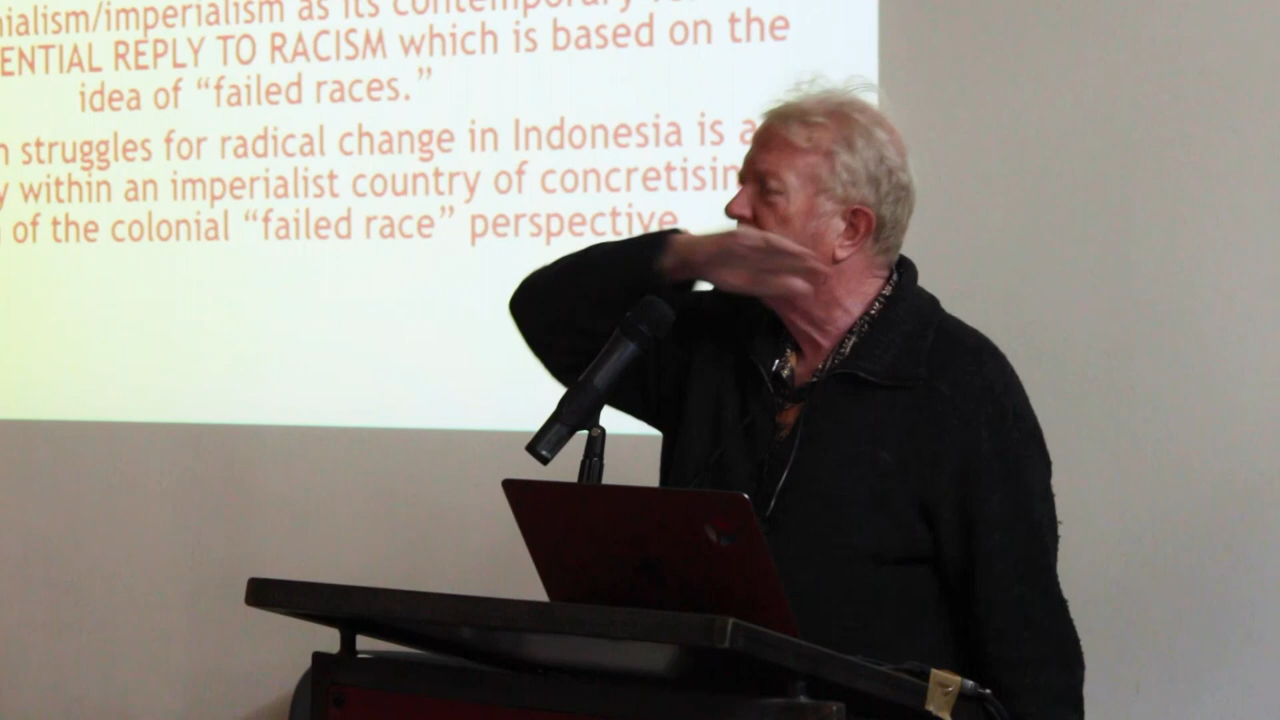 nialism/imperialism as its contemporary
ENTIAL REPLY TO RACISM which is based on the
idea of “failed races.”
struggles for radical change in Indonesia is
within an imperialist country of concretisin
of the colonial “failed race” perspective